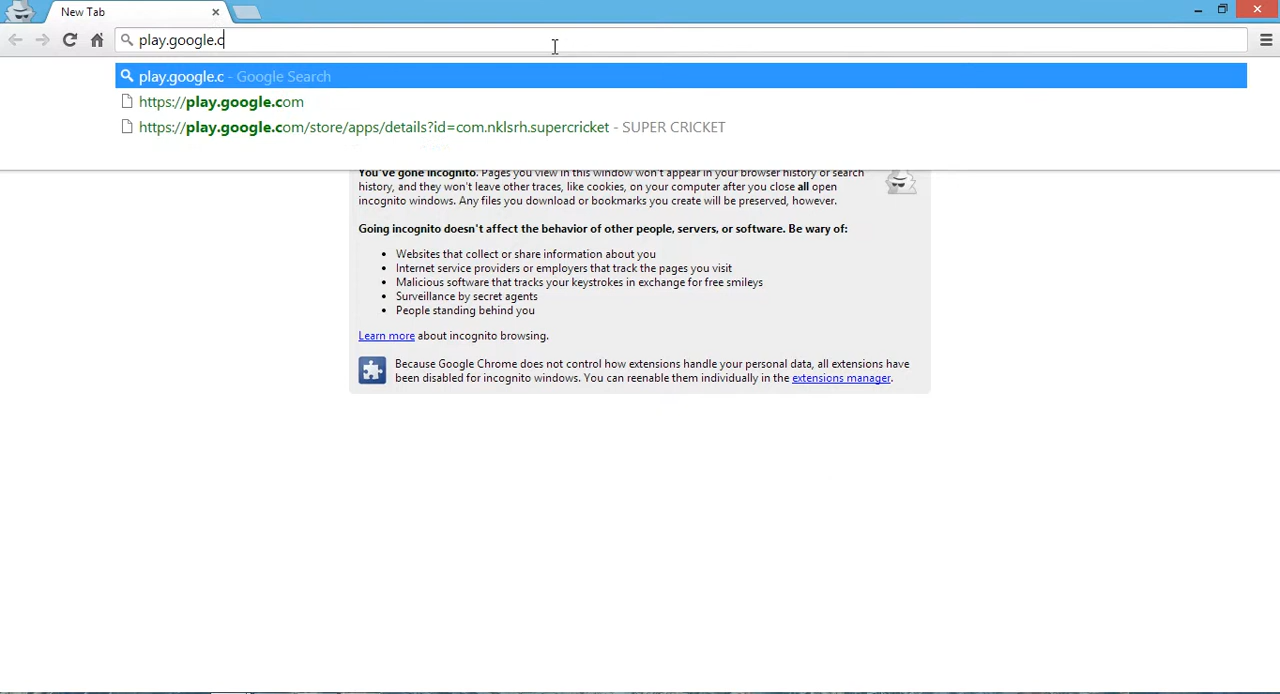 New Tab
play.google.c
play.google.c - Google Search
https://play.google.com
https://play.google.com/store/apps/details?id=com.nklsrh.supercricket - SUPER CRICKET
You've gone incognito. Pages you view in this window won't appear in your browser history or search
history, and they won't leave other traces, like cookies, on your computer after you close all open
incognito windows. Any files you download or bookmarks you create will be preserved, however.
Going incognito doesn't affect the behavior of other people, servers, or software. Be wary of:
• Websites that collect or share information about you
• Internet service providers or employers that track the pages you visit
• Malicious software that tracks your keystrokes in exchange for free smileys
• Surveillance by secret agents
• People standing behind you
Learn more about incognito browsing.
Because Google Chrome does not control how extensions handle your personal data, all extensions have
been disabled for incognito windows. You can reenable them individually in the extensions manager.